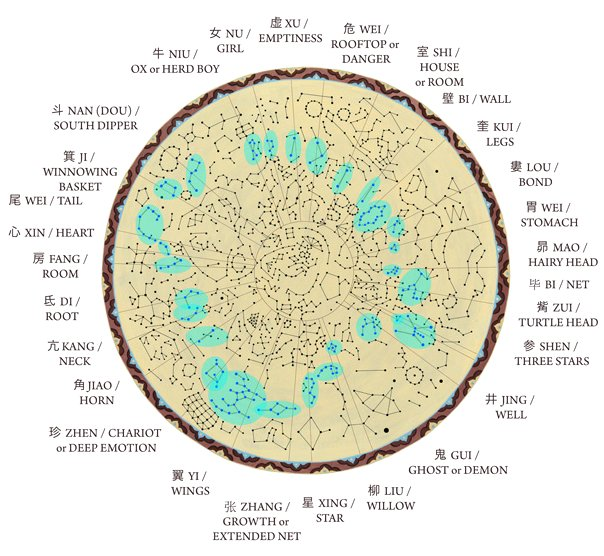 虚 XU /
EMPTINESS
危 WEI /
ROOFTOP or
DANGER
室 SHI /
HOUSE
or ROOM
壁 BI / WALL
奎 KUI /
LEGS
婁 LOU /
BOND
胃 WEI /
STOMACH
昴 MAO /
HAIRY HEAD
毕 BI / NET
觜 ZUI /
TURTLE HEAD
参 SHEN /
THREE STARS
井 JING /
WELL
鬼 GUI /
GHOST or DEMON
柳 LIU /
WILLOW
星 XING /
STAR
张 ZHANG /
GROWTH or
EXTENDED NET
翼 YI /
WINGS
珍 ZHEN / CHARIOT
or DEEP EMOTION
角 JIAO /
HORN
亢 KANG /
NECK
氐 DI /
ROOT
房 FANG /
ROOM
心 XIN / HEART
尾 WEI / TAIL
箕 JI /
WINNOWING
BASKET
斗 NAN (DOU) /
SOUTH DIPPER
牛 NIU /
OX or HERD BOY
女 NU /
GIRL